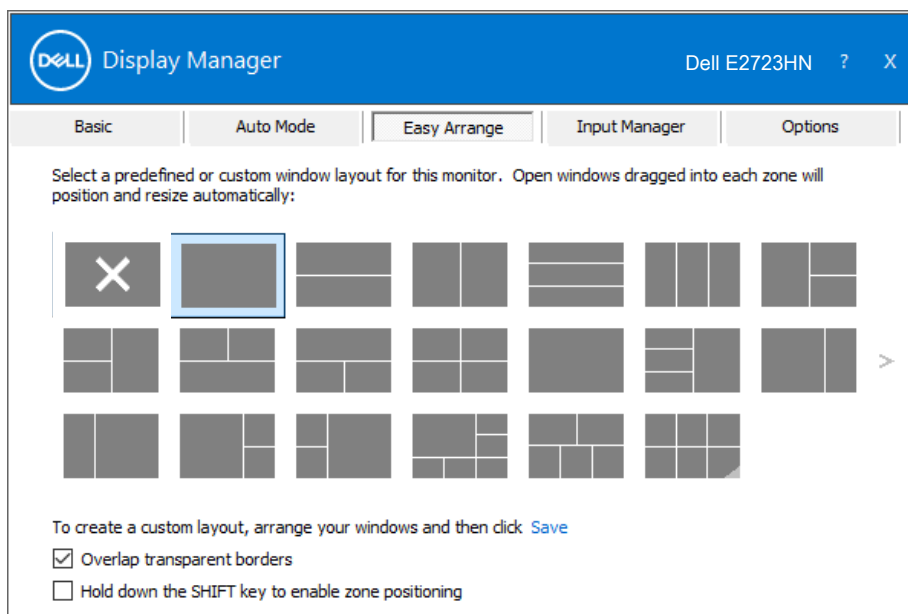 DELL Display Manager Dell E2723HN ? X
Basic Auto Mode Easy Arrange Input Manager Options
Select a predefined or custom window layout for this monitor. Open windows dragged into each zone will
position and resize automatically:
>
To create a custom layout, arrange your windows and then click Save
Overlap transparent borders
Hold down the SHIFT key to enable zone positioning